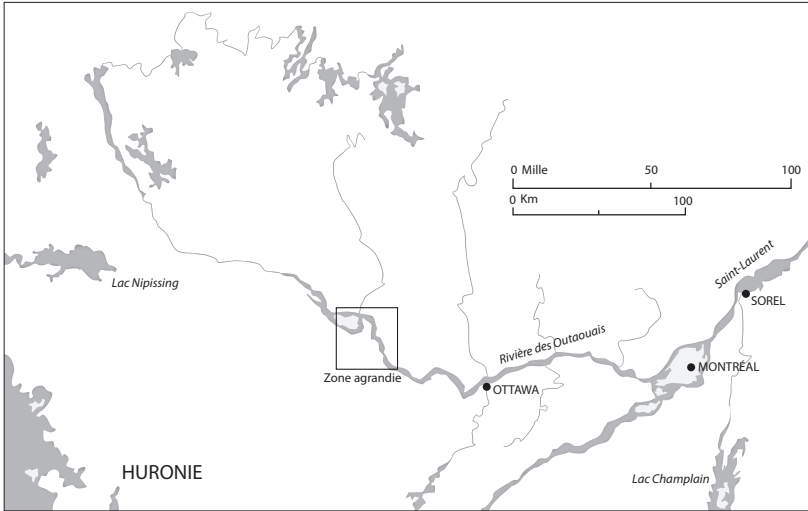 0 Mille 50 100
0 Km 100
Saint-Laurent
Lac Nipissing
SOREL
Rivière des Outaouais
Zone agrandie
MONTRÉAL
OTTAWA
HURONIE
Lac Champlain